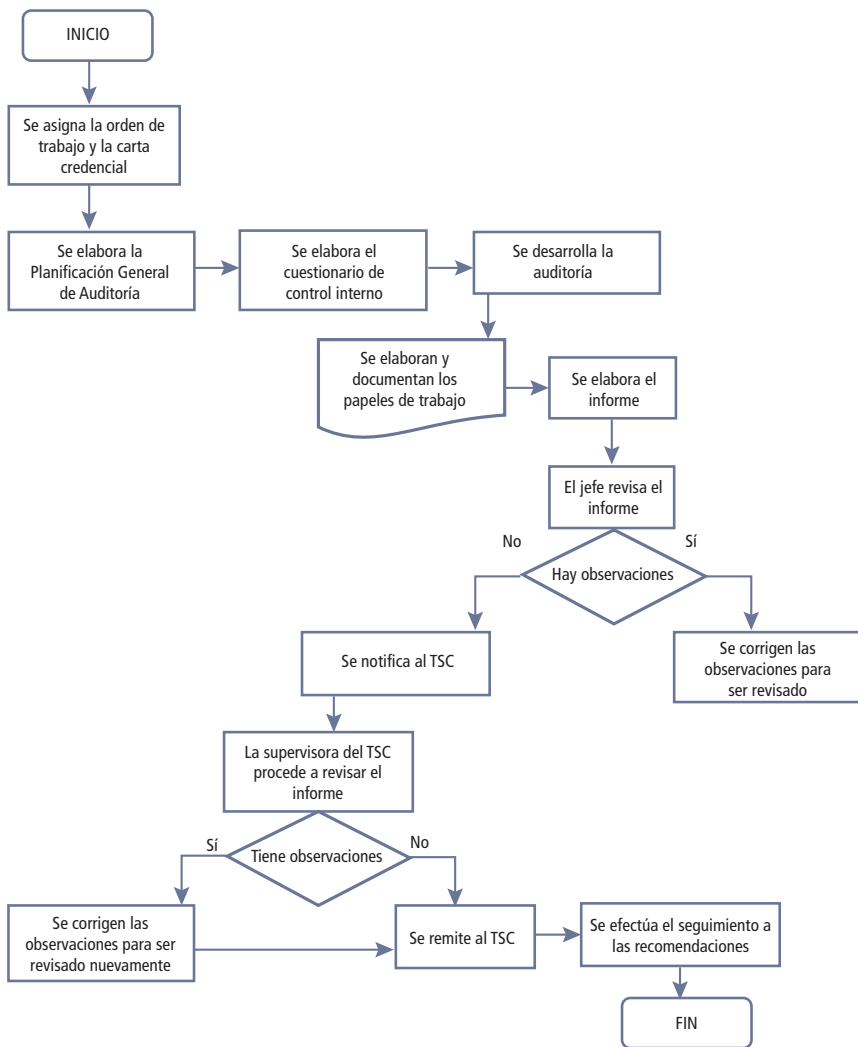 INICIO
Se asigna la orden de
trabajo y la carta
credencial
Se elabora la
Planificación General
de Auditoría
Se elabora el
cuestionario de
control interno
Se desarrolla la
auditoría
Se elaboran y
documentan los
papeles de trabajo
Se elabora el
informe
El jefe revisa el
informe
No
Sí
Hay observaciones
Se notifica al TSC
Se corrigen las
observaciones para
ser revisado
La supervisora del TSC
procede a revisar el
informe
Sí
No
Tiene observaciones
Se corrigen las
observaciones para ser
revisado nuevamente
Se remite al TSC
Se efectúa el seguimiento a
las recomendaciones
FIN